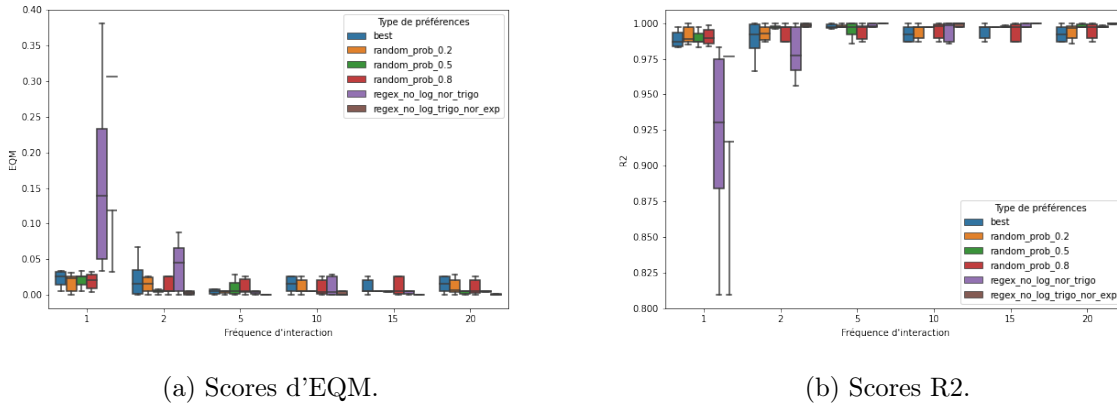 0.40
0.35
0.30
0.25
0.20
0.15
0.10
0.05
0.00
EQM
1
2
5
10
15
20
Fréquence d'interaction
Type de préférences
best
random_prob_0.2
random_prob_0.5
random_prob_0.8
regex_no_log_nor_trigo
regex_no_log_trigo_nor_exp
(a) Scores d'EQM.
1.000
0.975
0.950
0.925
0.900
0.875
0.850
0.825
0.800
R2
1
2
5
10
15
20
Fréquence d'interaction
Type de préférences
best
random_prob_0.2
random_prob_0.5
random_prob_0.8
regex_no_log_nor_trigo
regex_no_log_trigo_nor_exp
(b) Scores R2.